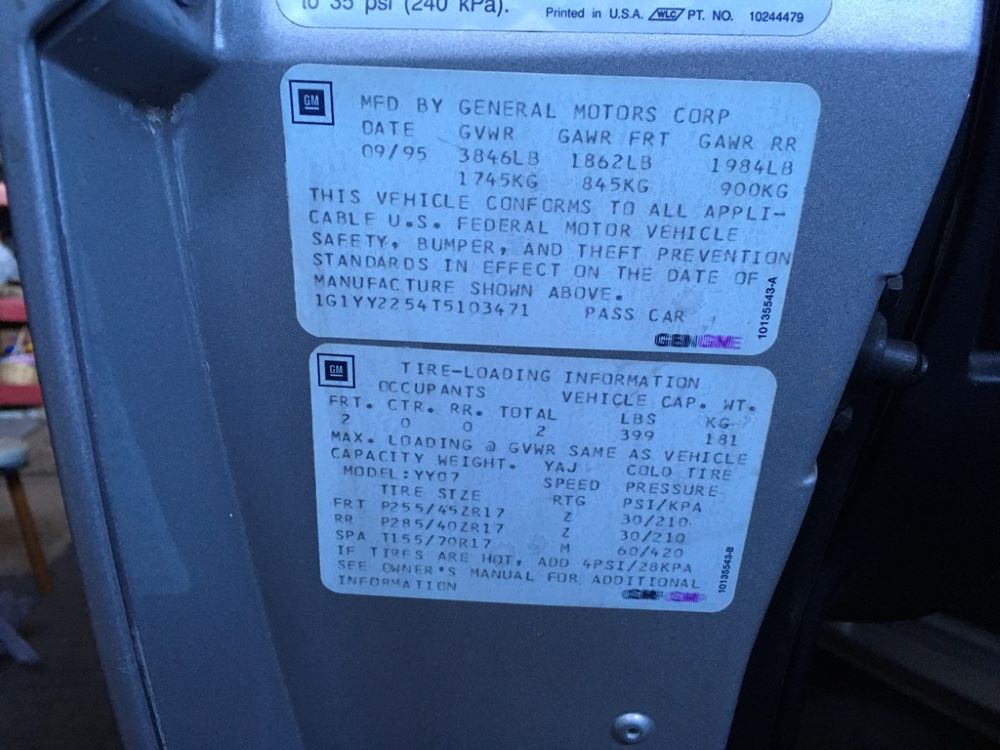 to 35 psi (240 kPa).
Printed in U.S.A. WLC PT. NO. 10244479
GM
MFD BY GENERAL MOTORS CORP
DATE GVWR GAWR FRT GAWR RR
09/95 3846LB 1862LB 1984LB
1745KG 845KG 900KG
THIS VEHICLE CONFORMS TO ALL APPLI-
CABLE U.S. FEDERAL MOTOR VEHICLE
SAFETY, BUMPER, AND THEFT PREVENTION
STANDARDS IN EFFECT ON THE DATE OF
MANUFACTURE SHOWN ABOVE.
1G1YY2254T5103471 PASS CAR
10135543-A
GM
TIRE-LOADING INFORMATION
OCCUPANTS VEHICLE CAP. WT.
FRT. CTR. RR. TOTAL LBS KG
2 0 0 2 399 181
MAX. LOADING @ GVWR SAME AS VEHICLE
CAPACITY WEIGHT. YAJ COLD TIRE
MODEL:YY07 SPEED PRESSURE
TIRE SIZE RTG PSI/KPA
FRT P255/45ZR17 Z 30/210
RR P285/40ZR17 Z 30/210
SPA T155/70R17 M 60/420
IF TIRES ARE HOT, ADD 4PSI/28KPA
SEE OWNER'S MANUAL FOR ADDITIONAL
INFORMATION
10135543-B